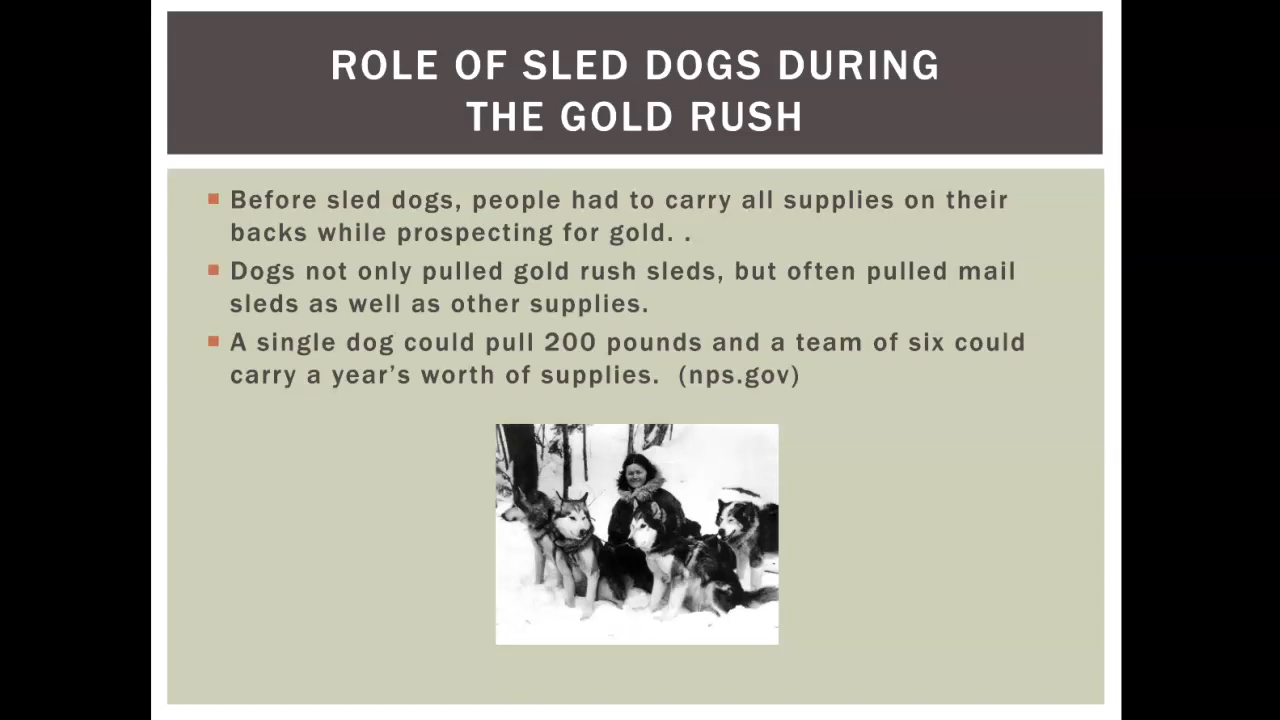 ROLE OF SLED DOGS DURING
THE GOLD RUSH
Before sled dogs, people had to carry all supplies on their
backs while prospecting for gold. .
Dogs not only pulled gold rush sleds, but often pulled mail
sleds as well as other supplies.
A single dog could pull 200 pounds and a team of six could
carry a year’s worth of supplies.  (nps.gov)